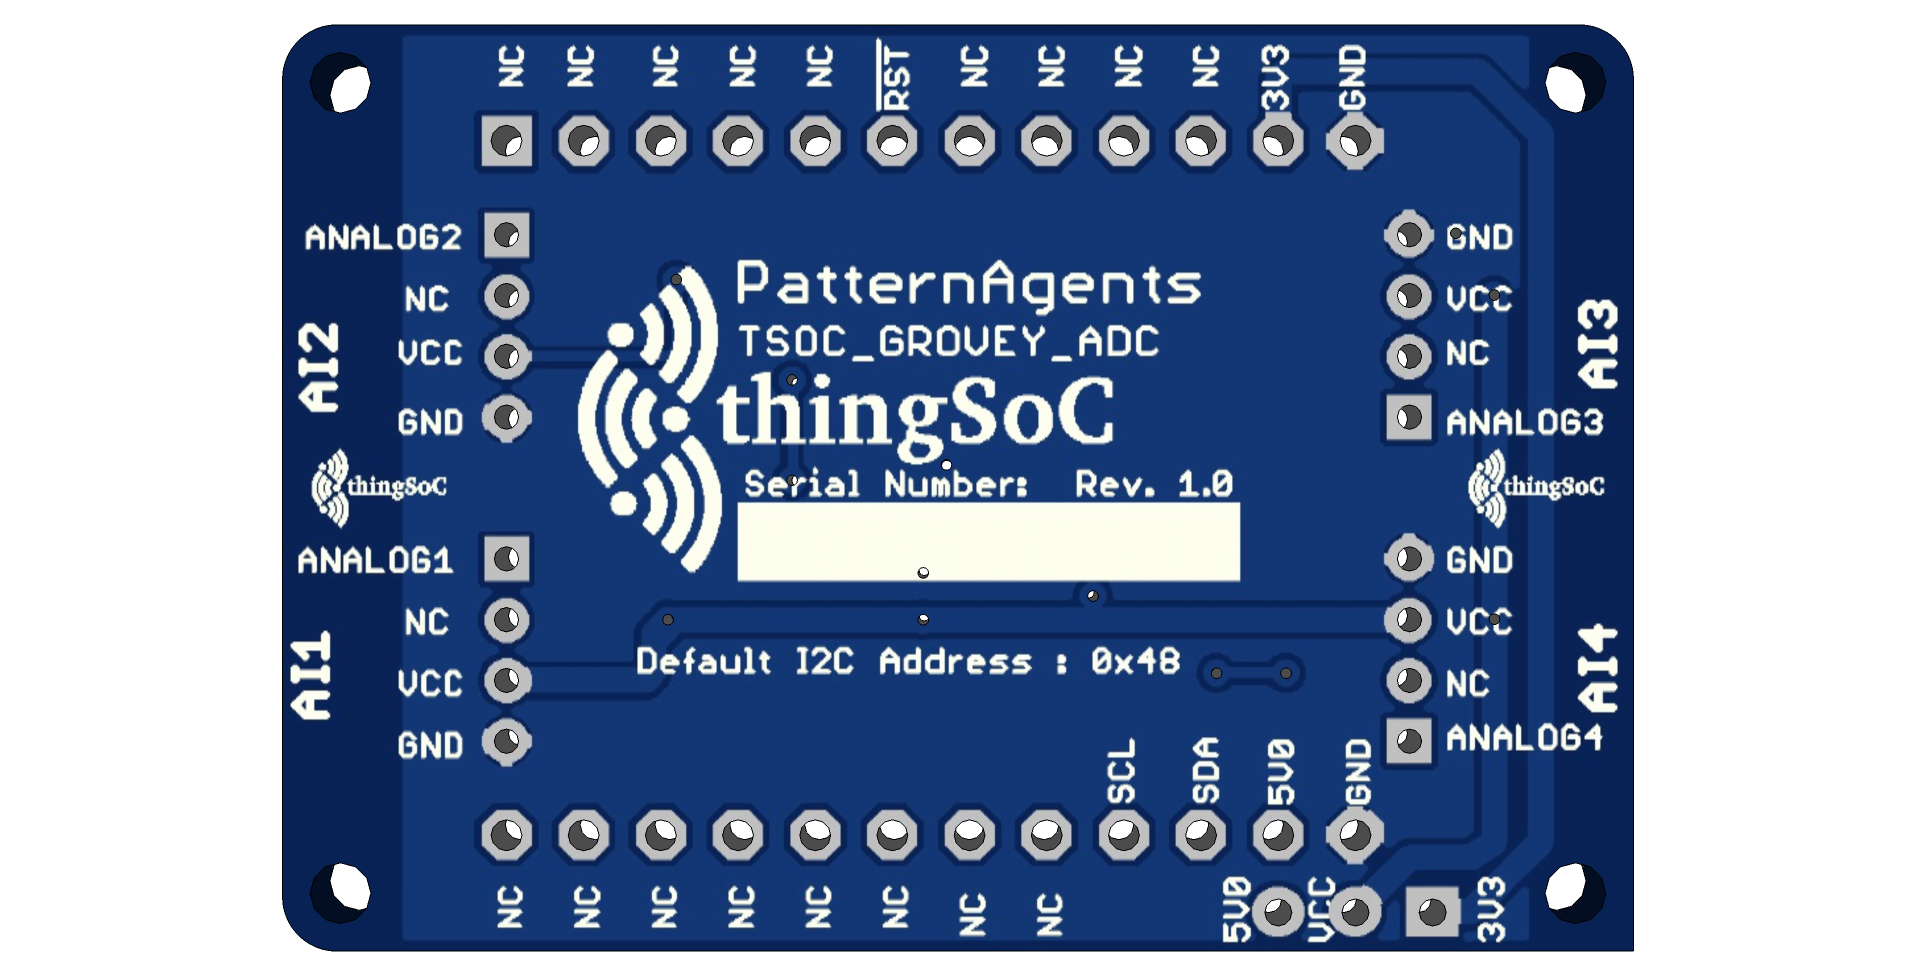 NC NC NC NC NC RST NC NC NC NC 3V3 GND
ANALOG2
NC
VCC
GND
AI2
thingSoC
ANALOG1
NC
VCC
GND
AI1
PatternAgents
TSOC_GROVEY_ADC
thingSoC
Serial Number: Rev. 1.0
Default I2C Address : 0x48
GND
VCC
NC
ANALOG3
AI3
thingSoC
GND
VCC
NC
ANALOG4
AI4
SCL SDA 5V0 GND
NC NC NC NC NC NC NC NC 5V0 VCC 3V3